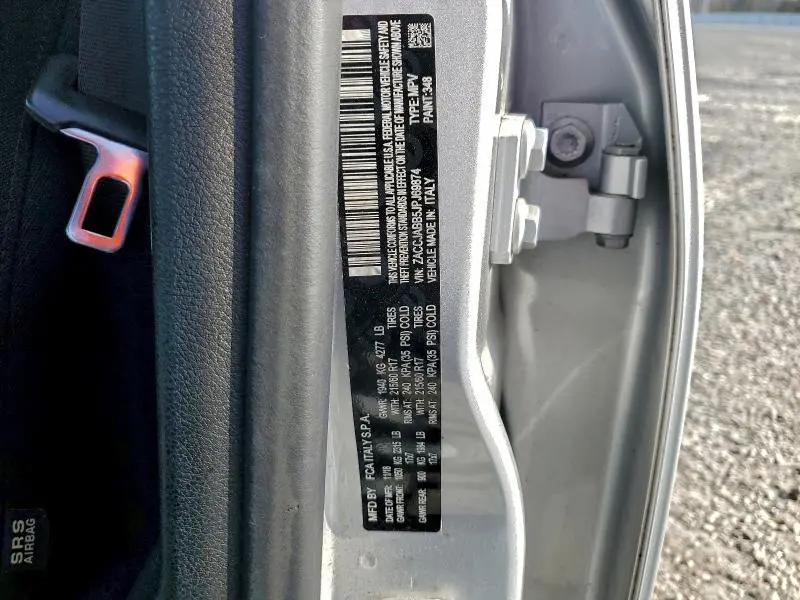 MFD BY FCA ITALY S.P.A.
DATE OF MFR: 11/18 GVWR: 1940 KG 4277 LB
GAWR FRONT: 1050 KG 2315 LB WITH: 215/60 R17 TIRES
17x7 RIMS AT: 240 KPA(35 PSI) COLD
GAWR REAR: 900 KG 1984 LB WITH: 215/60 R17 TIRES
17x7 RIMS AT: 240 KPA(35 PSI) COLD
THIS VEHICLE CONFORMS TO ALL APPLICABLE U.S.A. FEDERAL MOTOR VEHICLE SAFETY AND
THEFT PREVENTION STANDARDS IN EFFECT ON THE DATE OF MANUFACTURE SHOWN ABOVE
VIN: ZACCJABB5JPJ69874 TYPE: MPV
VEHICLE MADE IN: ITALY PAINT: 348
SRS
AIRBAG